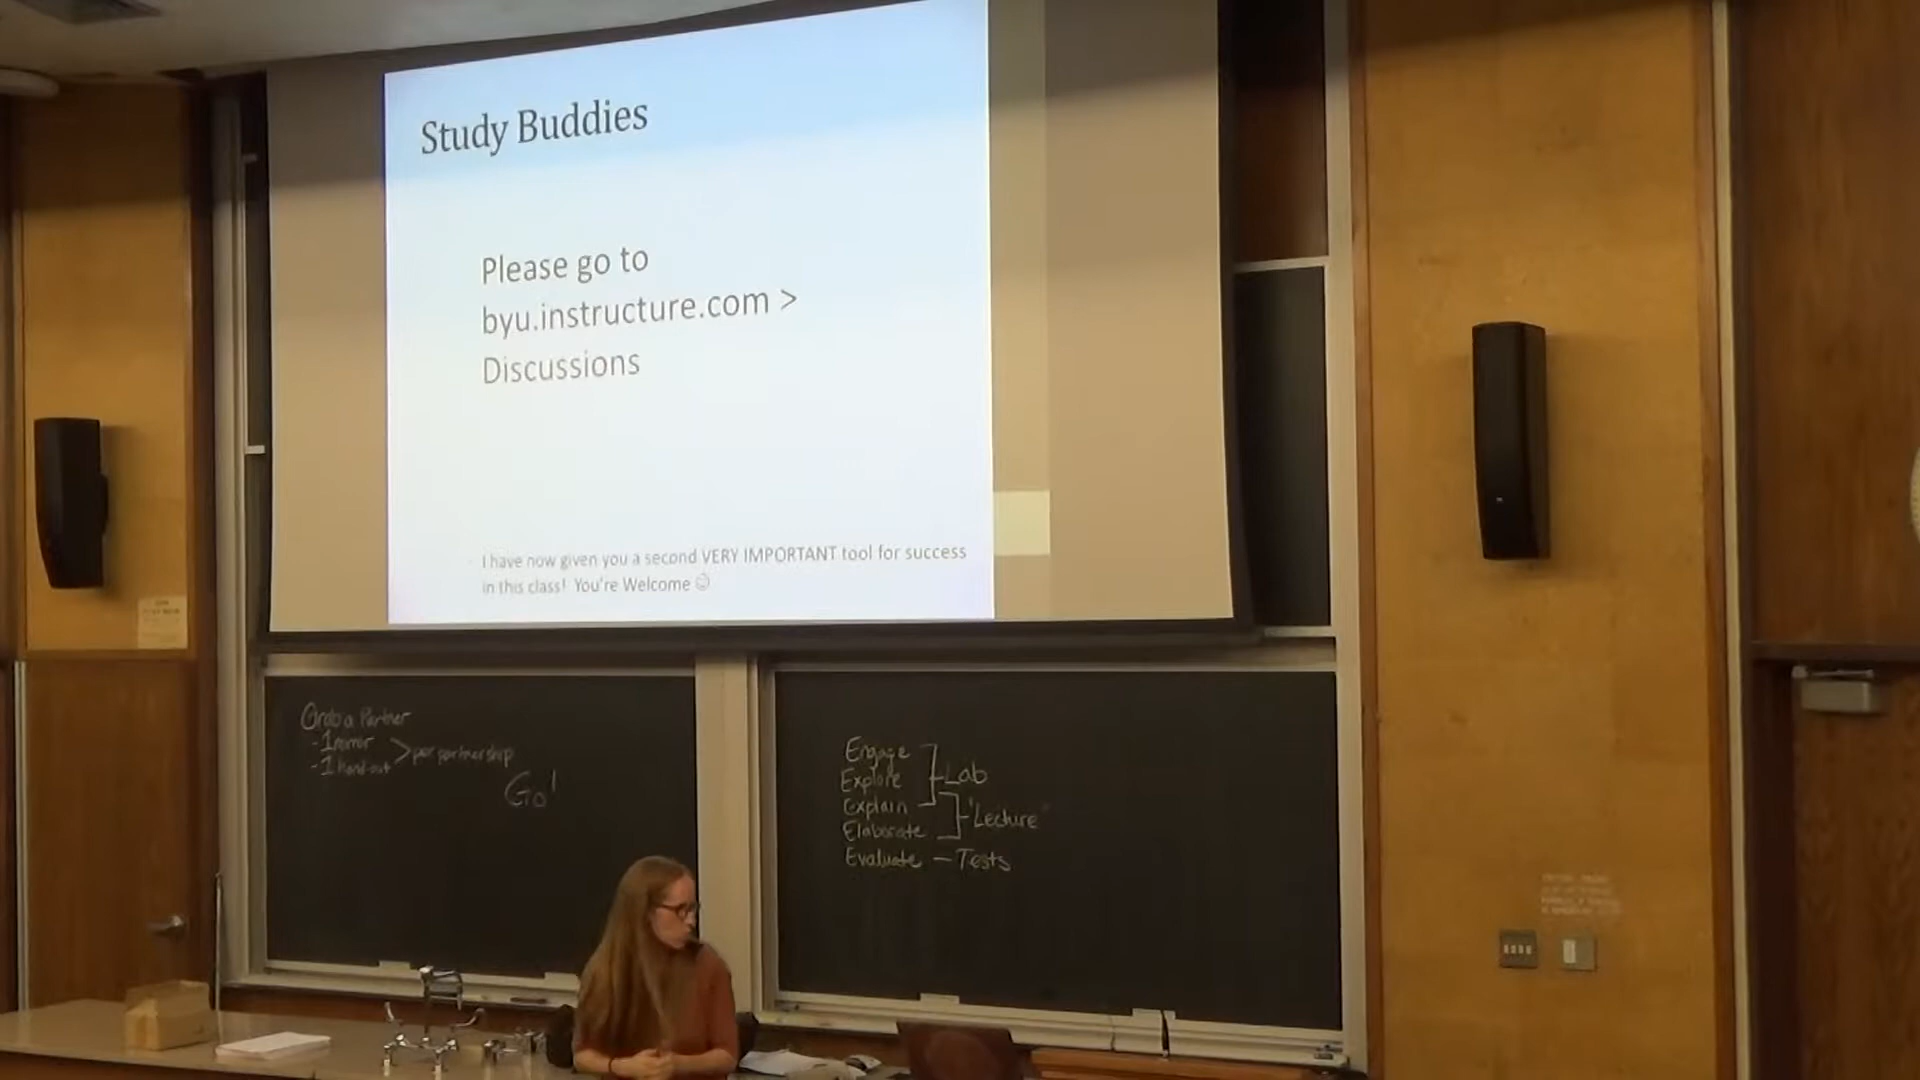 Study Buddies
Please go to
byu.instructure.com >
Discussions
I have now given you a second VERY IMPORTANT tool for success
in this class! You're Welcome ☺
Grab a Partner
- 1 mirror
- 1 hand-out > per partnership
Go!
Engage
Explore Lab
Explain
Elaborate "Lecture"
Evaluate — Tests